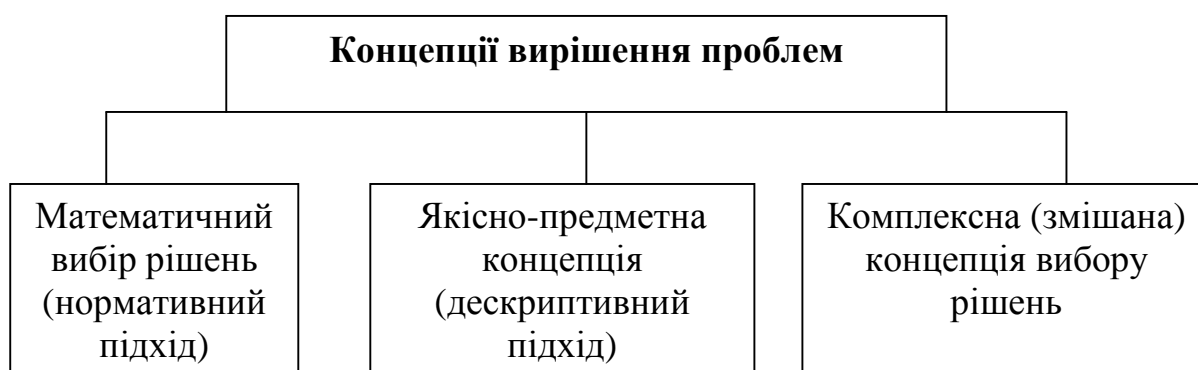 Концепції вирішення проблем
Математичний
вибір рішень
(нормативний
підхід)
Якісно-предметна
концепція
(дескриптивний
підхід)
Комплексна (змішана)
концепція вибору
рішень